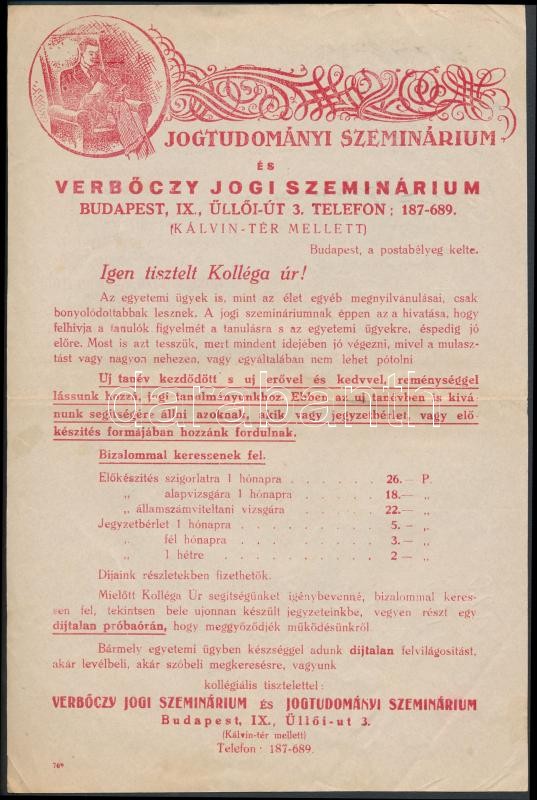 JOGTUDOMÁNYI SZEMINÁRIUM
ÉS
VERBŐCZY JOGI SZEMINÁRIUM
BUDAPEST, IX., ÜLLŐI-ÚT 3. TELEFON: 187-689.
(KÁLVIN-TÉR MELLETT)
Budapest, a postabélyeg kelte.
Igen tisztelt Kolléga úr!
Az egyetemi ügyek is, mint az élet egyéb megnyilvánulásai, csak
bonyolódottabbak lesznek. A jogi szemináriumnak éppen az a hivatása, hogy
felhivja a tanulók figyelmét a tanulásra s az egyetemi ügyekre, éspedig jó
előre. Most is azt tesszük, mert mindent idejében jó végezni, mivel a mulasz-
tást vagy nagyon nehezen, vagy egyáltalában nem lehet pótolni
Uj tanév kezdődött s uj erővel és kedvvel, reménységgel
lássunk hozzá, jogi tanulmányunkhoz. Ebben az uj tanévben is kivá
nunk segitségére állni azoknak, akik vagy jegyzetbérlet vagy elő
készités formájában hozzánk fordulnak.
Bizalommal keressenek fel.
Előkészités szigorlatra 1 hónapra . . . . . . 26.— P.
„ alapvizsgára 1 hónapra . . . . . . 18.— „
„ államszámviteltani vizsgára . . . . . . 22.— „
Jegyzetbérlet 1 hónapra . . . . . . . . . . 5.— „
„ fél hónapra . . . . . . . . . . 3.— „
„ 1 hétre . . . . . . . . . . 2 — „
Dijaink részletekben fizethetők.
Mielőtt Kolléga Ur segitségünket igénybevenné, bizalommal keres-
sen fel, tekintsen bele ujonnan készült jegyzeteinkbe, vegyen részt egy
dijtalan próbaórán, hogy meggyőződjék működésünkről.
Bármely egyetemi ügyben készséggel adunk dijtalan felvilágositást,
akár levélbeli, akár szóbeli megkeresésre, vagyunk
kollégiális tisztelettel:
VERBŐCZY JOGI SZEMINÁRIUM ÉS JOGTUDOMÁNYI SZEMINÁRIUM
Budapest, IX., Üllői-ut 3.
(Kálvin-tér mellett)
Telefon: 187-689.
darabanth